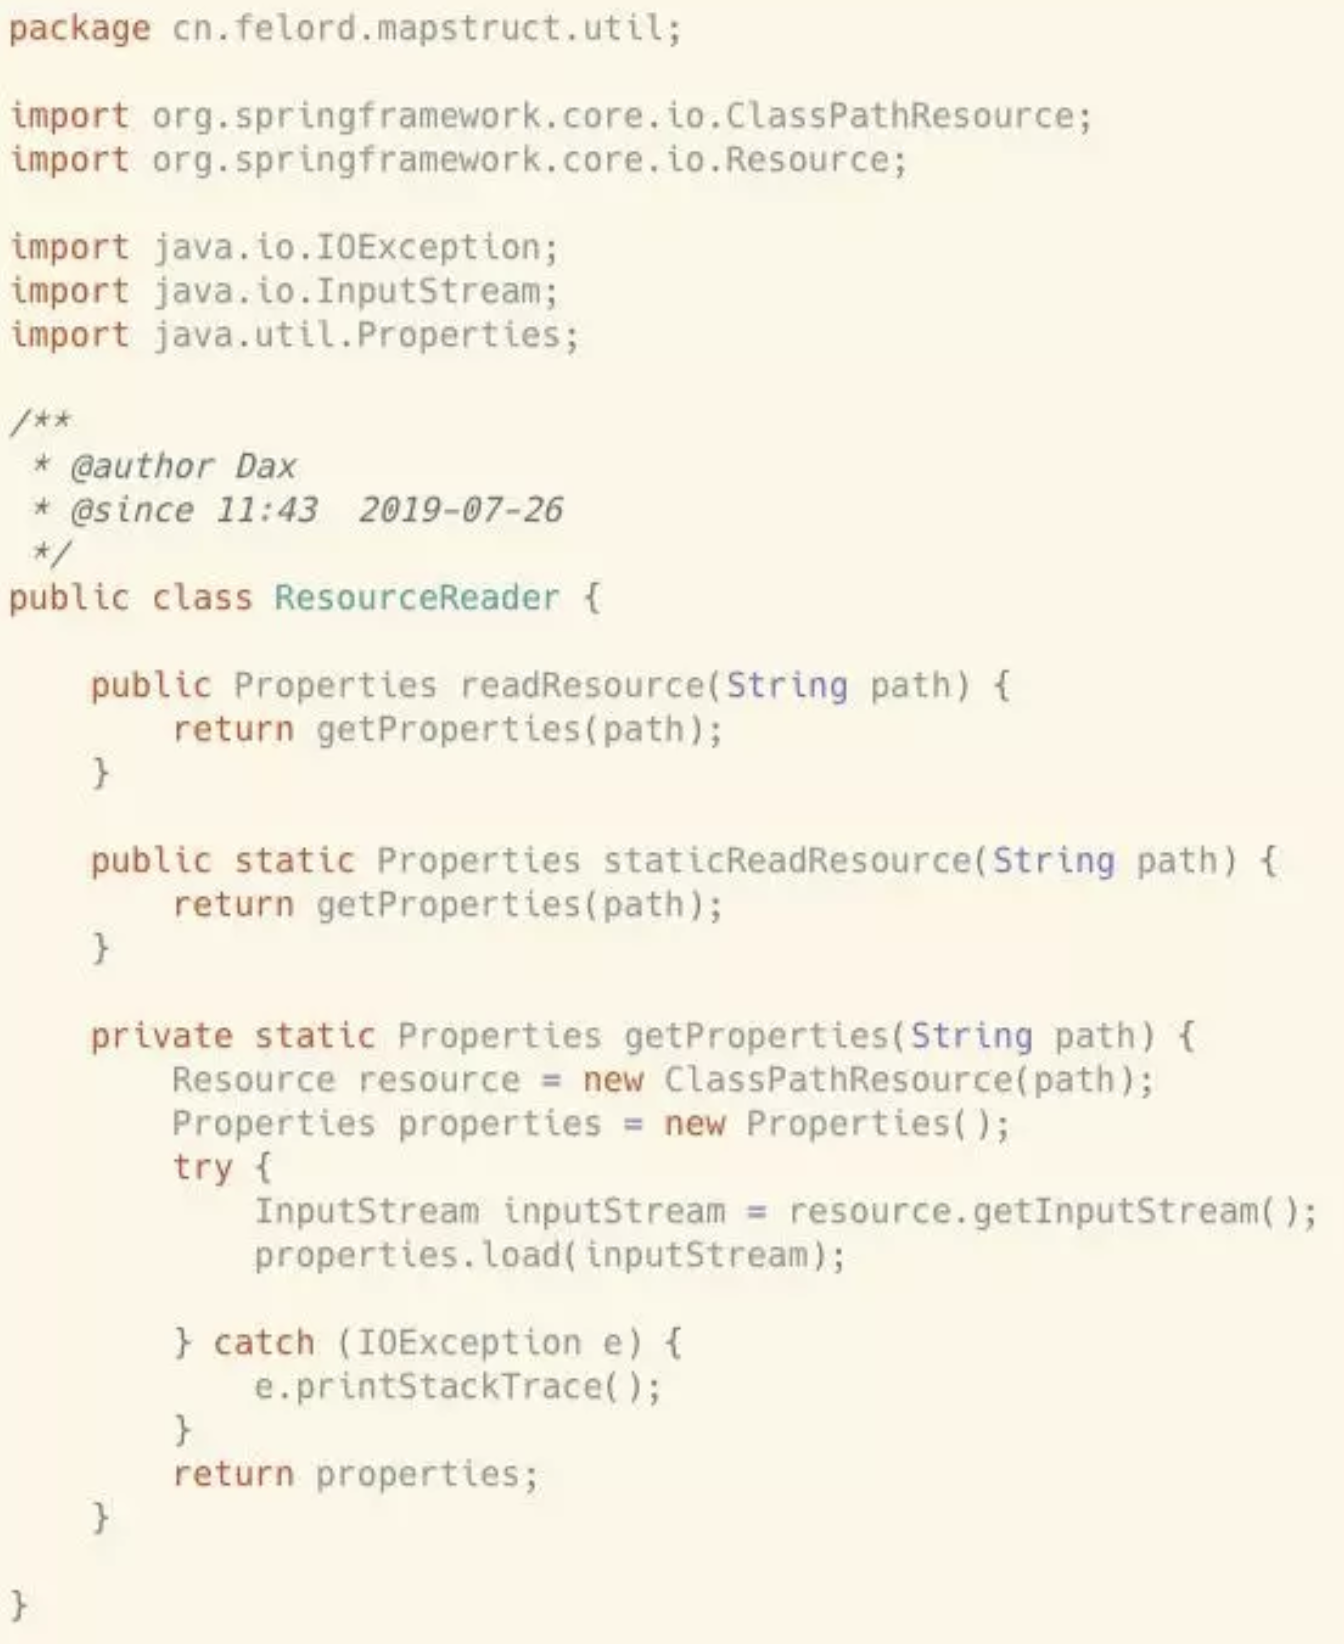 package cn.felord.mapstruct.util;
import org.springframework.core.io.ClassPathResource;
import org.springframework.core.io.Resource;
import java.io.IOException;
import java.io.InputStream;
import java.util.Properties;
/**
 * @author Dax
 * @since 11:43  2019-07-26
 */
public class ResourceReader {
    public Properties readResource(String path) {
        return getProperties(path);
    }
    public static Properties staticReadResource(String path) {
        return getProperties(path);
    }
    private static Properties getProperties(String path) {
        Resource resource = new ClassPathResource(path);
        Properties properties = new Properties();
        try {
            InputStream inputStream = resource.getInputStream();
            properties.load(inputStream);
        } catch (IOException e) {
            e.printStackTrace();
        }
        return properties;
    }
}